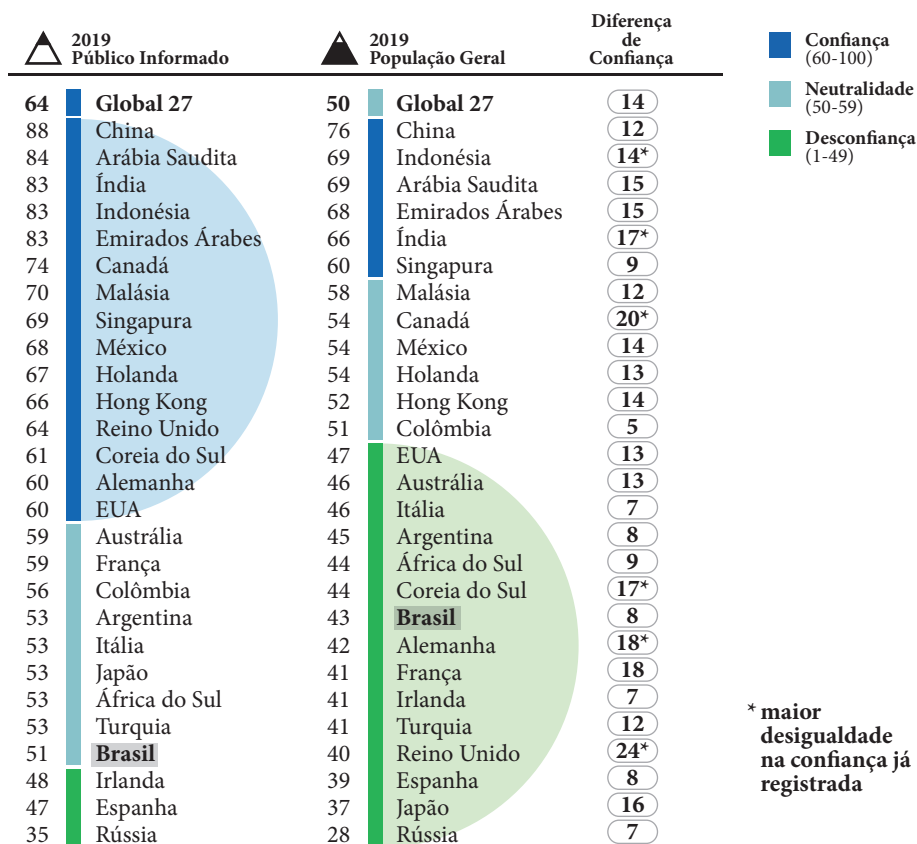 2019 Público Informado 2019 População Geral Diferença de Confiança
64 Global 27 50 Global 27 14
88 China 76 China 12
84 Arábia Saudita 69 Indonésia 14*
83 Índia 69 Arábia Saudita 15
83 Indonésia 68 Emirados Árabes 15
83 Emirados Árabes 66 Índia 17*
74 Canadá 60 Singapura 9
70 Malásia 58 Malásia 12
69 Singapura 54 Canadá 20*
68 México 54 México 14
67 Holanda 54 Holanda 13
66 Hong Kong 52 Hong Kong 14
64 Reino Unido 51 Colômbia 5
61 Coreia do Sul 47 EUA 13
60 Alemanha 46 Austrália 13
60 EUA 46 Itália 7
59 Austrália 45 Argentina 8
59 França 44 África do Sul 9
56 Colômbia 44 Coreia do Sul 17*
53 Argentina 43 Brasil 8
53 Itália 42 Alemanha 18*
53 Japão 41 França 18
53 África do Sul 41 Irlanda 7
53 Turquia 41 Turquia 12
51 Brasil 40 Reino Unido 24*
48 Irlanda 39 Espanha 8
47 Espanha 37 Japão 16
35 Rússia 28 Rússia 7
Confiança
(60-100)
Neutralidade
(50-59)
Desconfiança
(1-49)
* maior
desigualdade
na confiança já
registrada